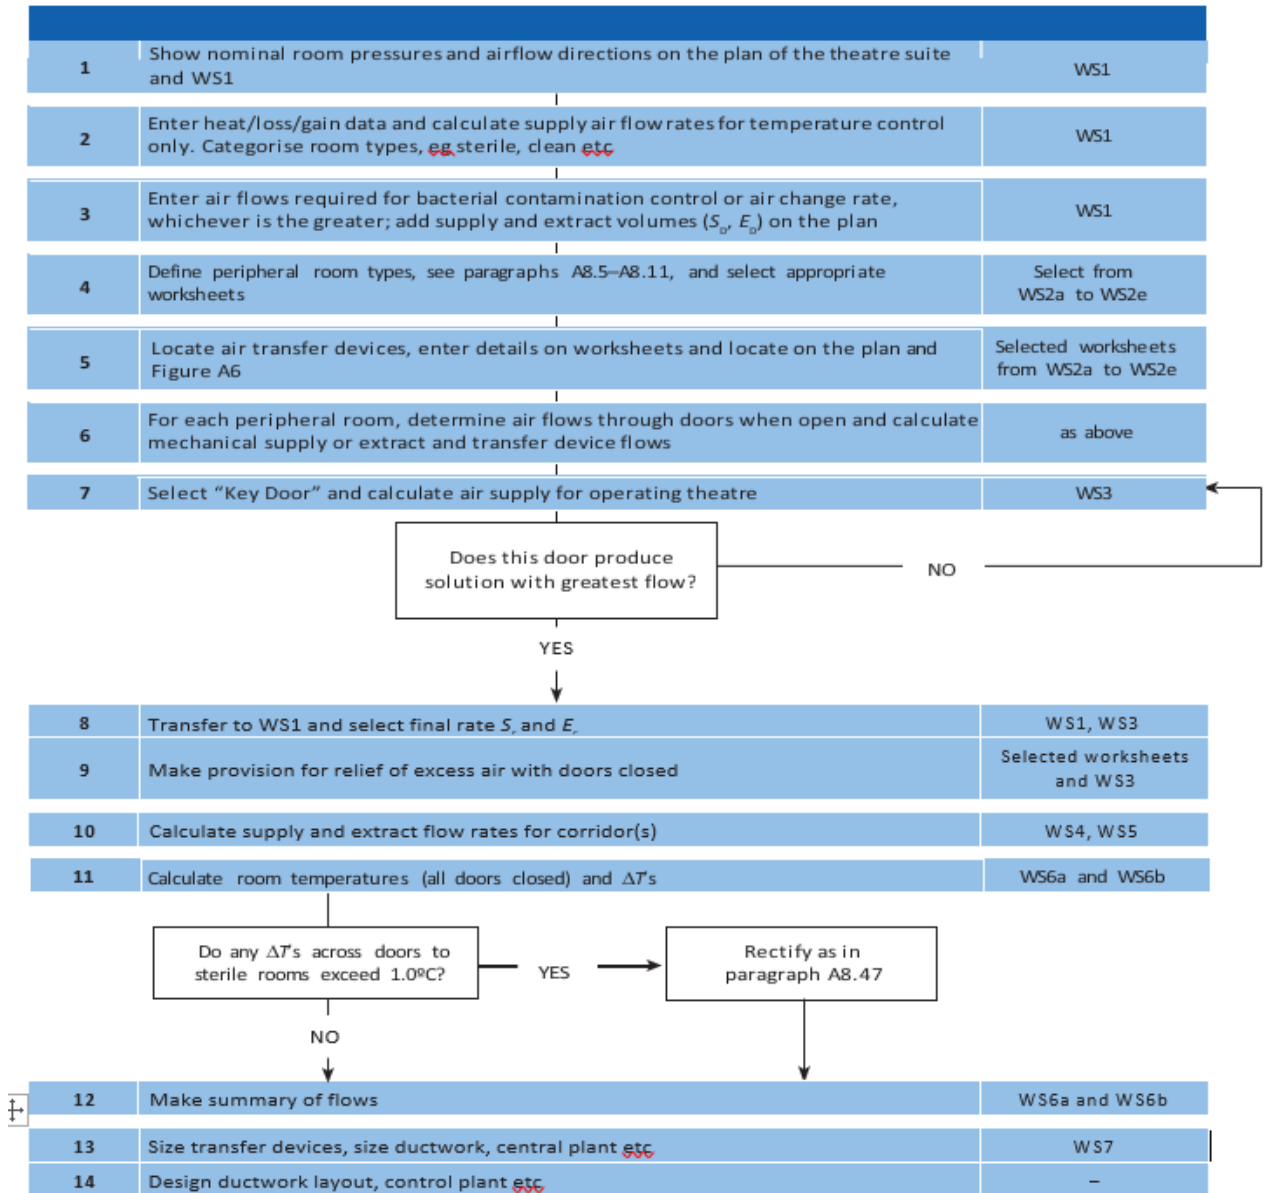 1
Show nominal room pressures and airflow directions on the plan of the theatre suite
and WS1
WS1
2
Enter heat/loss/gain data and calculate supply air flow rates for temperature control
only. Categorise room types, eg sterile, clean etc
WS1
3
Enter air flows required for bacterial contamination control or air change rate,
whichever is the greater; add supply and extract volumes (S_D, E_D) on the plan
WS1
4
Define peripheral room types, see paragraphs A8.5–A8.11, and select appropriate
worksheets
Select from
WS2a to WS2e
5
Locate air transfer devices, enter details on worksheets and locate on the plan and
Figure A6
Selected worksheets
from WS2a to WS2e
6
For each peripheral room, determine air flows through doors when open and calculate
mechanical supply or extract and transfer device flows
as above
7
Select “Key Door” and calculate air supply for operating theatre
WS3
Does this door produce
solution with greatest flow?
NO
YES
8
Transfer to WS1 and select final rate S and E
WS1, WS3
9
Make provision for relief of excess air with doors closed
Selected worksheets
and WS3
10
Calculate supply and extract flow rates for corridor(s)
WS4, WS5
11
Calculate room temperatures (all doors closed) and ΔT's
WS6a and WS6b
Do any ΔT's across doors to
sterile rooms exceed 1.0ºC?
YES
Rectify as in
paragraph A8.47
NO
12
Make summary of flows
WS6a and WS6b
13
Size transfer devices, size ductwork, central plant etc
WS7
14
Design ductwork layout, control plant etc
–